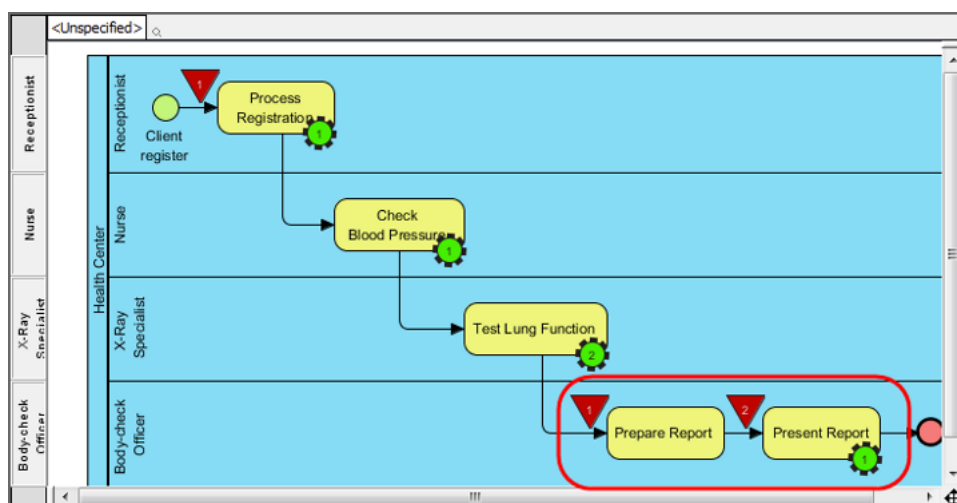 <Unspecified>
Receptionist
Nurse
X-Ray
Specialist
Body-check
Officer
Health Center
Receptionist
Client
register
1
Process
Registration
1
Nurse
Check
Blood Pressure
1
X-Ray
Specialist
Test Lung Function
2
Body-check
Officer
1
Prepare Report
2
Present Report
1